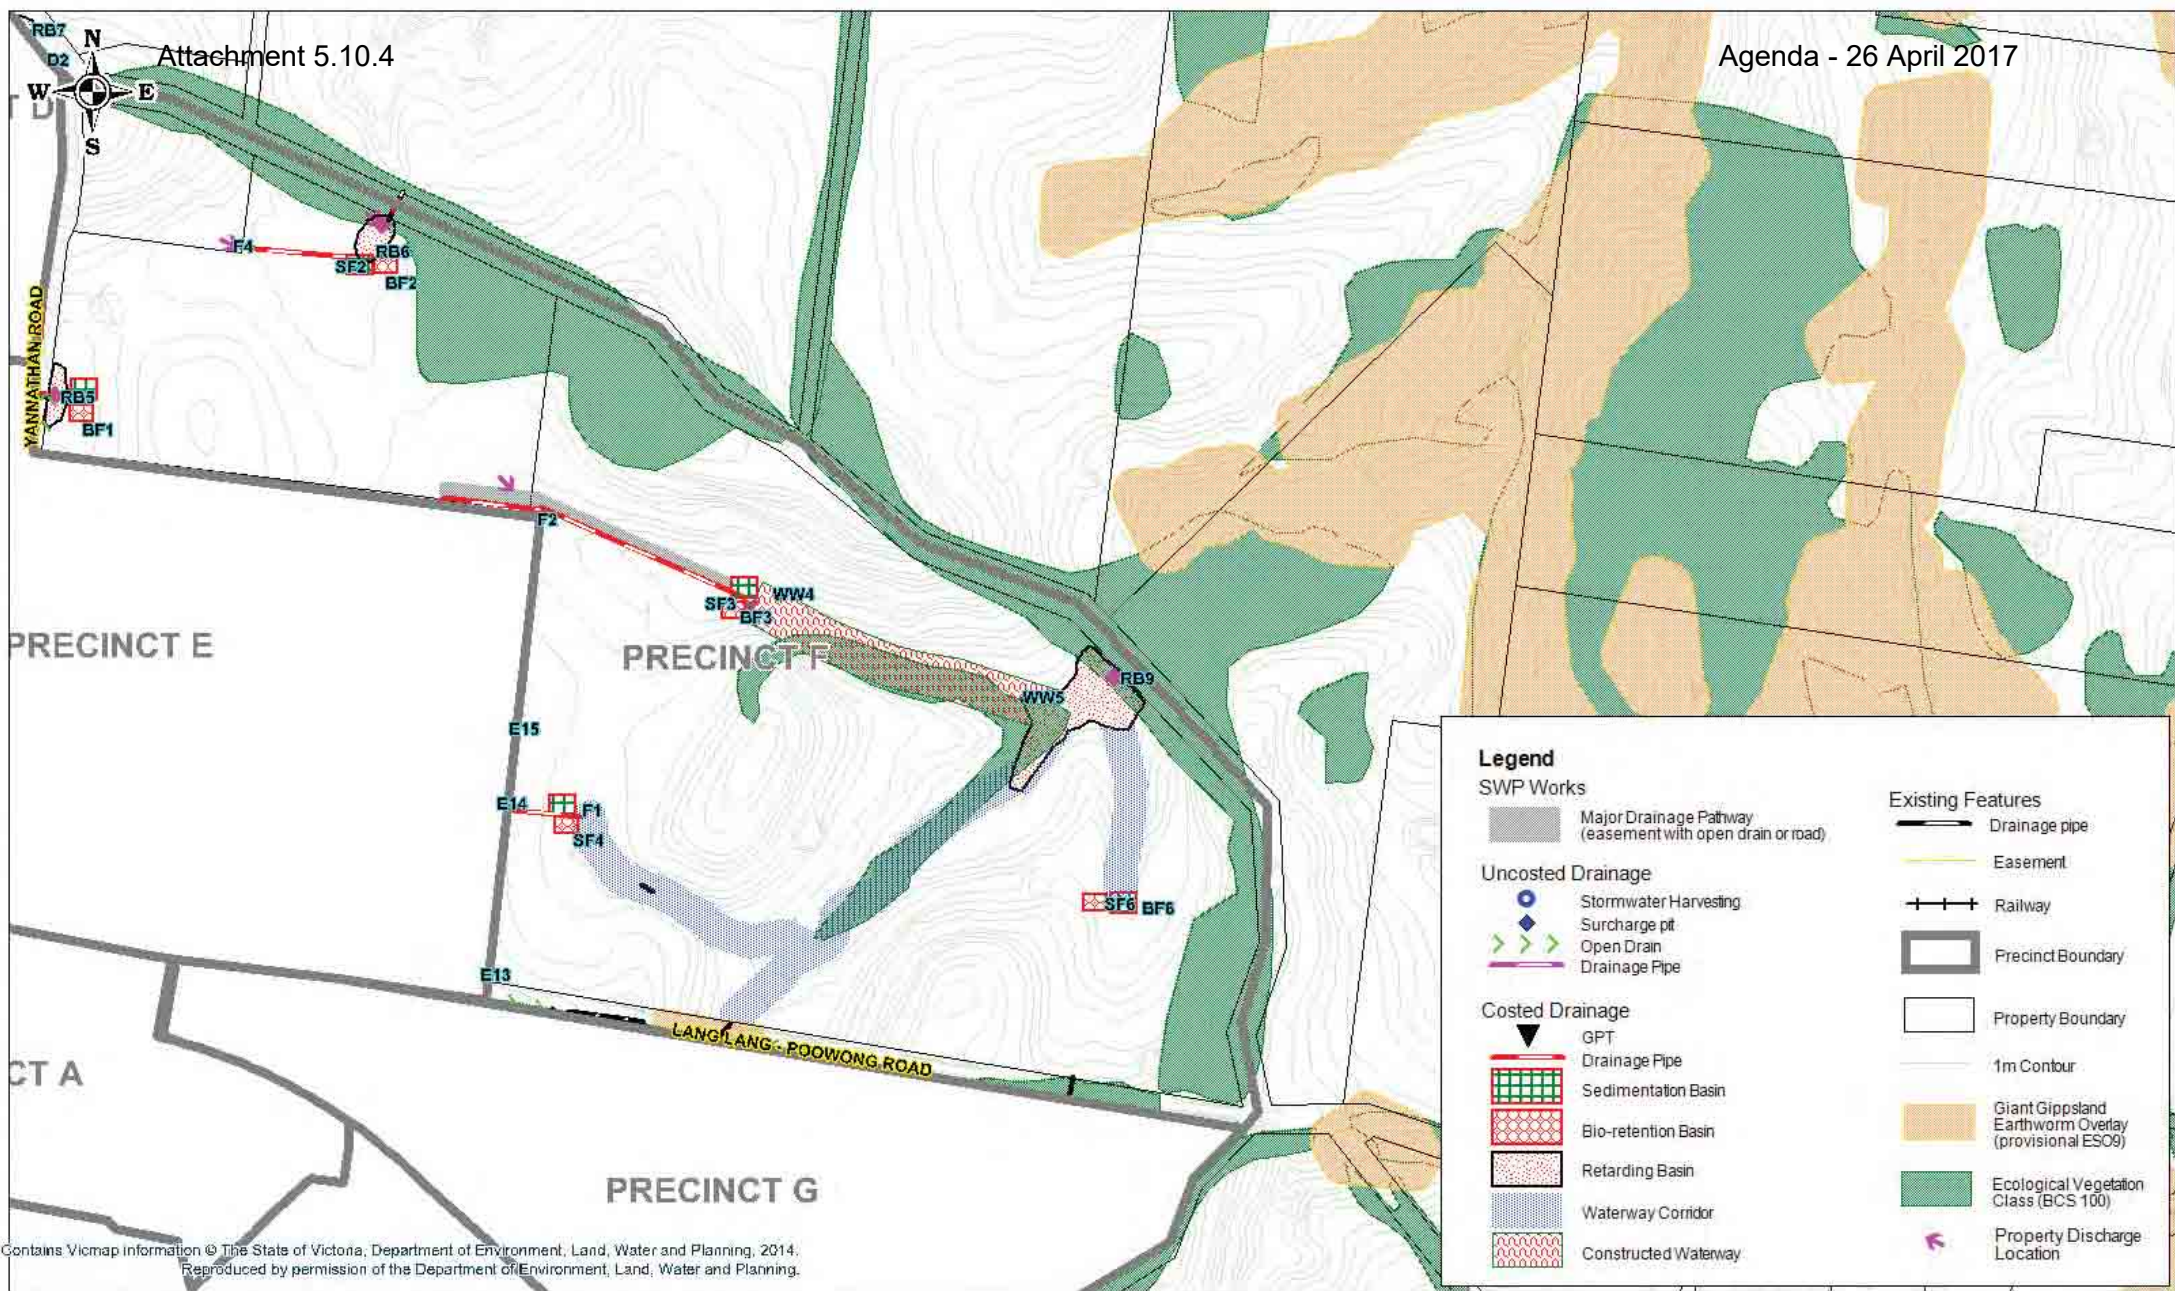 RB7
N
Attachment 5.10.4
Agenda - 26 April 2017
D2
W
E
S
T D
F4
RB6
SF2
BF2
YANNATHAN ROAD
RB5
BF1
F2
WW4
SF3
BF3
PRECINCT E
PRECINCT F
RB9
WW5
E15
E14
F1
SF4
SF6
BF6
E13
LANG LANG - POOWONG ROAD
CT A
PRECINCT G
Contains Vicmap information © The State of Victoria, Department of Environment, Land, Water and Planning, 2014.
Reproduced by permission of the Department of Environment, Land, Water and Planning.
Legend
SWP Works
Major Drainage Pathway
(easement with open drain or road)
Uncosted Drainage
Stormwater Harvesting
Surcharge pit
Open Drain
Drainage Pipe
Costed Drainage
GPT
Drainage Pipe
Sedimentation Basin
Bio-retention Basin
Retarding Basin
Waterway Corridor
Constructed Waterway
Existing Features
Drainage pipe
Easement
Railway
Precinct Boundary
Property Boundary
1m Contour
Giant Gippsland
Earthworm Overlay
(provisional ESO9)
Ecological Vegetation
Class (BCS 100)
Property Discharge
Location